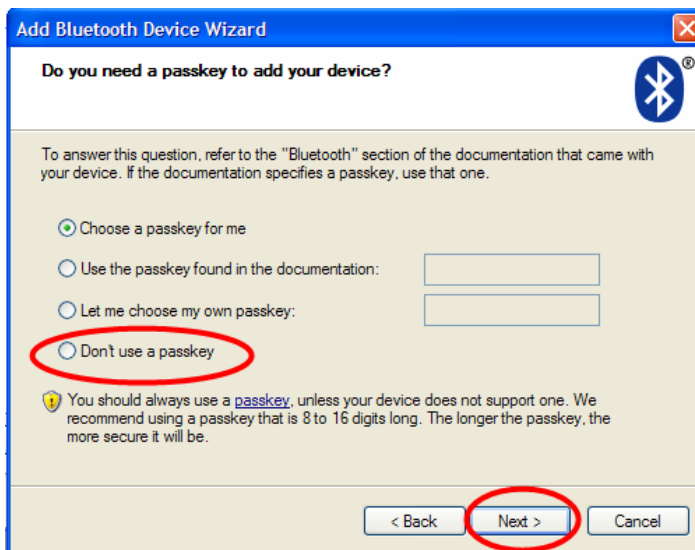 Add Bluetooth Device Wizard
Do you need a passkey to add your device?
®
To answer this question, refer to the "Bluetooth" section of the documentation that came with
your device. If the documentation specifies a passkey, use that one.
Choose a passkey for me
Use the passkey found in the documentation:
Let me choose my own passkey:
Don't use a passkey
You should always use a passkey, unless your device does not support one. We
recommend using a passkey that is 8 to 16 digits long. The longer the passkey, the
more secure it will be.
< Back Next > Cancel